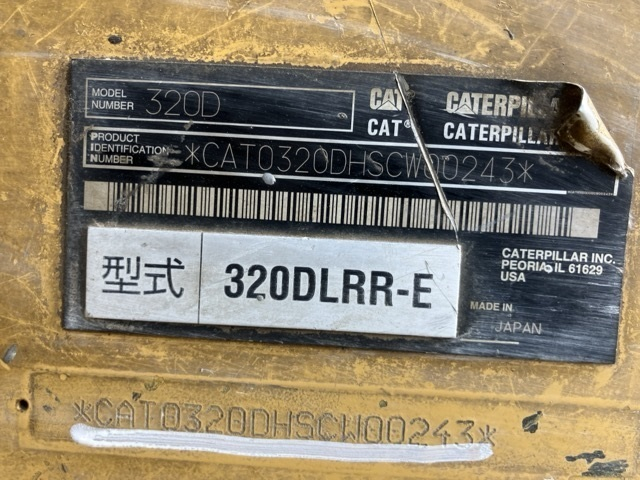 MODEL NUMBER 320D
CAT CATERPILLAR
CAT® CATERPILLAR
PRODUCT IDENTIFICATION NUMBER *CAT0320DHSCW00243*
型式 320DLRR-E
CATERPILLAR INC.
PEORIA, IL 61629
USA
MADE IN
JAPAN
*CAT0320DHSCW00243*